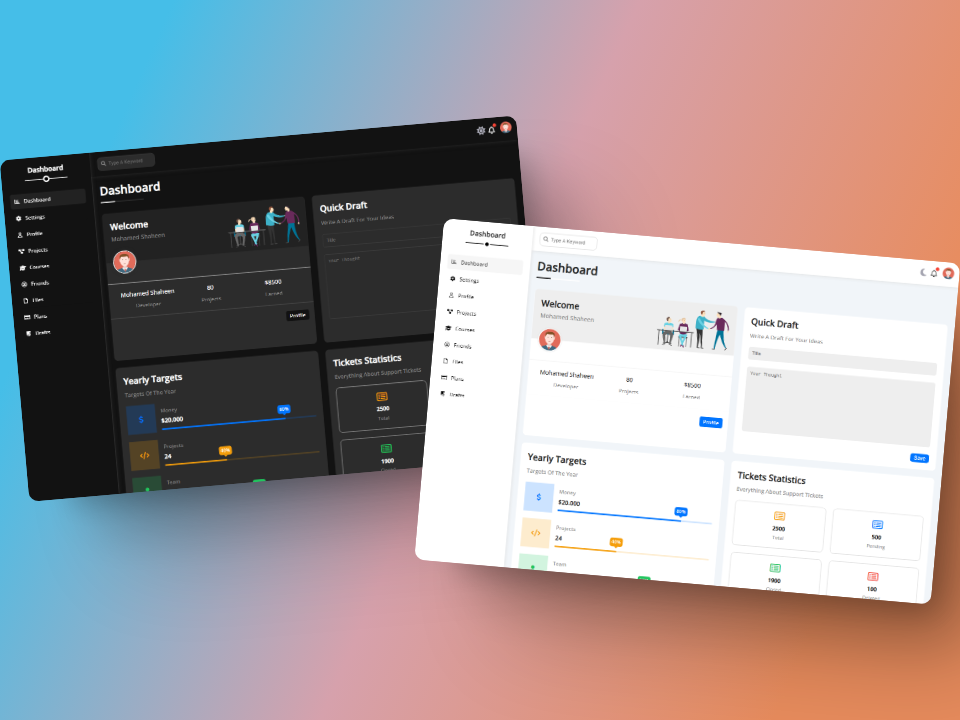 Dashboard
Type A Keyword
Dashboard
Settings
Profile
Projects
Courses
Friends
Files
Plans
Dashboard
Welcome
Mohamed Shaheen
Mohamed Shaheen
Developer
80
Projects
$8500
Earned
Profile
Quick Draft
Write A Draft For Your Ideas
Title
Your Thought
Yearly Targets
Targets Of The Year
Money
$20.000
80%
Projects
24
Team
Tickets Statistics
Everything About Support Tickets
2500
Total
1900
Dashboard
Type A Keyword
Dashboard
Settings
Profile
Projects
Courses
Friends
Files
Plans
Dashboard
Welcome
Mohamed Shaheen
Mohamed Shaheen
Developer
80
Projects
$8500
Earned
Profile
Quick Draft
Write A Draft For Your Ideas
Title
Your Thought
Save
Yearly Targets
Targets Of The Year
Money
$20.000
80%
Projects
24
Team
Tickets Statistics
Everything About Support Tickets
2500
Total
500
Pending
1900
100